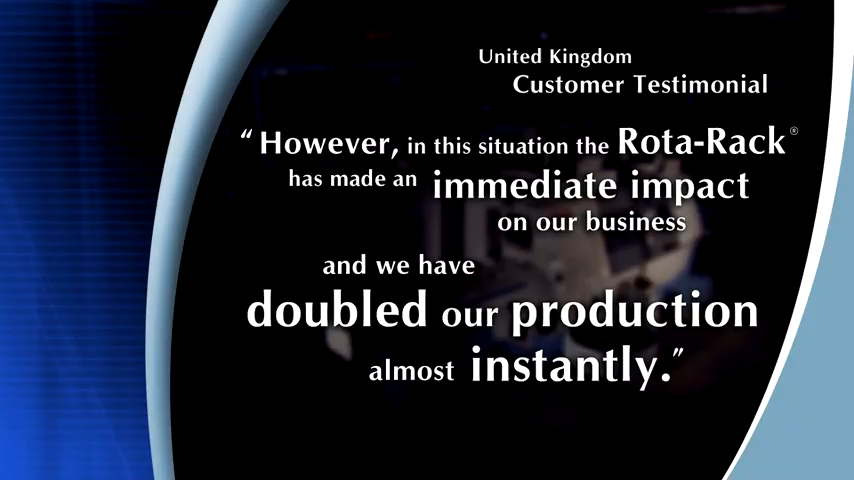 United Kingdom
Customer Testimonial
“However, in this situation the Rota-Rack®
has made an immediate impact
on our business
and we have
doubled our production
almost instantly.”